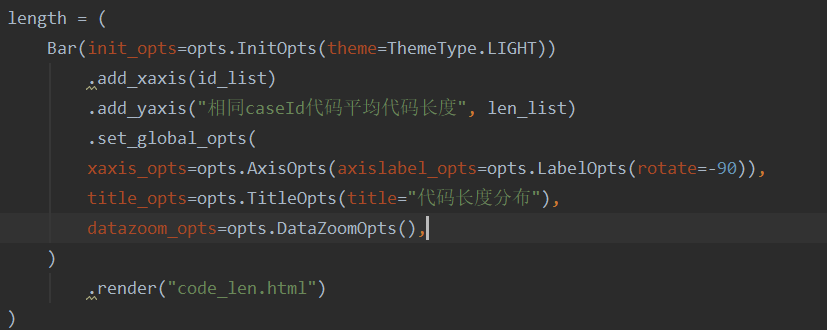 length = (
    Bar(init_opts=opts.InitOpts(theme=ThemeType.LIGHT))
        .add_xaxis(id_list)
        .add_yaxis("相同caseId代码平均代码长度", len_list)
        .set_global_opts(
        xaxis_opts=opts.AxisOpts(axislabel_opts=opts.LabelOpts(rotate=-90)),
        title_opts=opts.TitleOpts(title="代码长度分布"),
        datazoom_opts=opts.DataZoomOpts(),
    )
        .render("code_len.html")
)